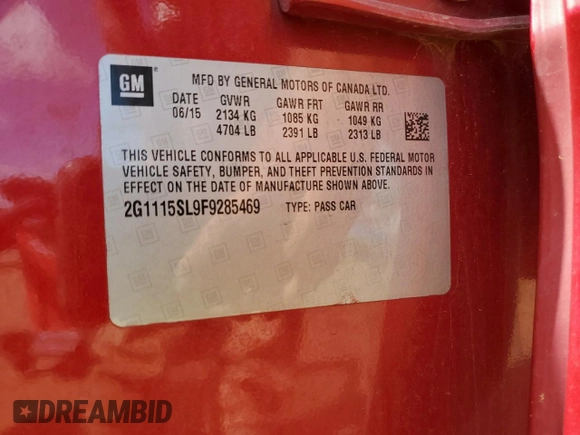 GM
MFD BY GENERAL MOTORS OF CANADA LTD.
DATE GVWR GAWR FRT GAWR RR
06/15 2134 KG 1085 KG 1049 KG
4704 LB 2391 LB 2313 LB
THIS VEHICLE CONFORMS TO ALL APPLICABLE U.S. FEDERAL MOTOR
VEHICLE SAFETY, BUMPER, AND THEFT PREVENTION STANDARDS IN
EFFECT ON THE DATE OF MANUFACTURE SHOWN ABOVE.
2G1115SL9F9285469 TYPE: PASS CAR
DREAMBID